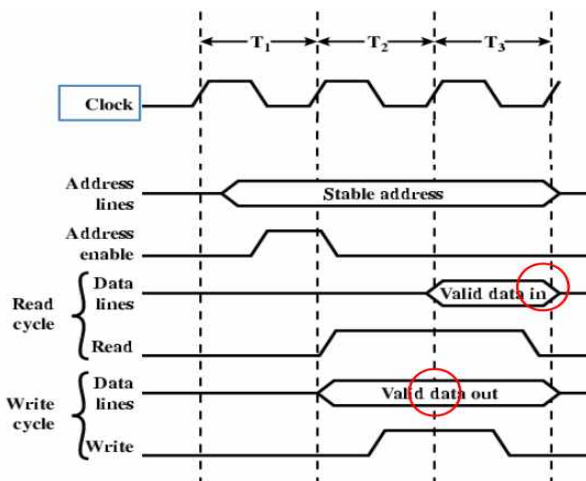 T1
T2
T3
Clock
Address
lines
Stable address
Address
enable
Read
cycle
Data
lines
Valid data in
Read
Write
cycle
Data
lines
Valid data out
Write